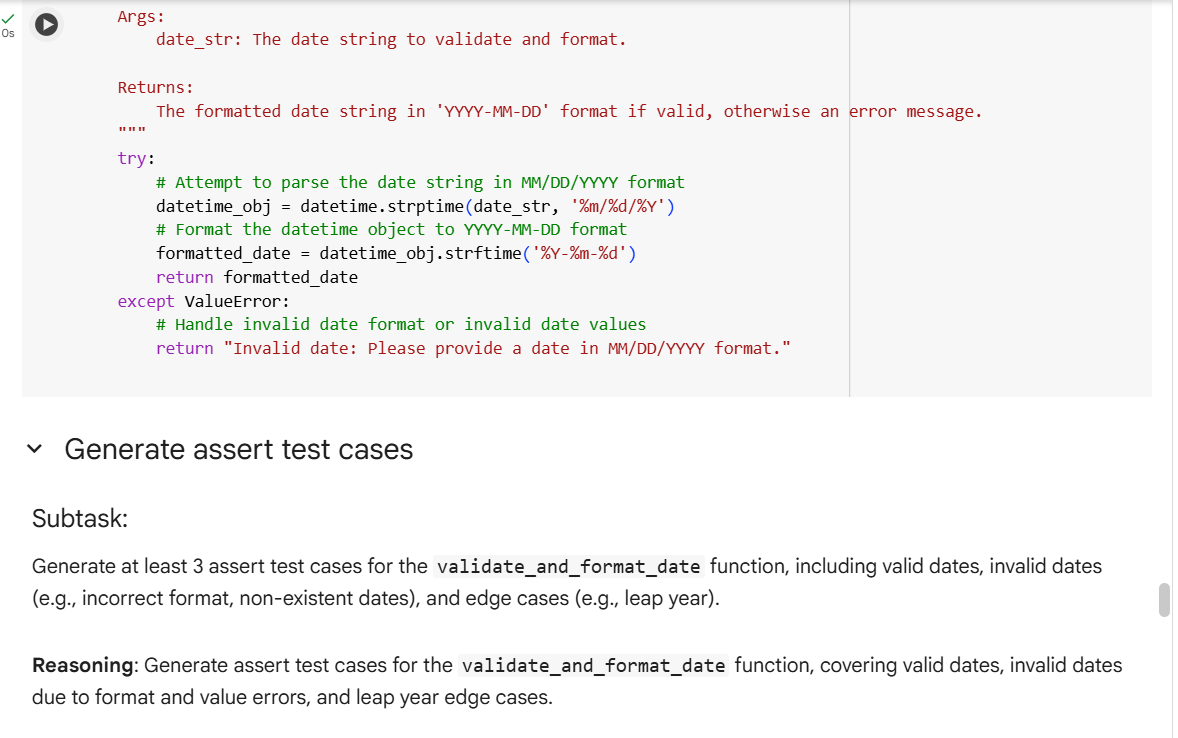 Args:
date_str: The date string to validate and format.
Returns:
The formatted date string in 'YYYY-MM-DD' format if valid, otherwise an error message.
"""
try:
# Attempt to parse the date string in MM/DD/YYYY format
datetime_obj = datetime.strptime(date_str, '%m/%d/%Y')
# Format the datetime object to YYYY-MM-DD format
formatted_date = datetime_obj.strftime('%Y-%m-%d')
return formatted_date
except ValueError:
# Handle invalid date format or invalid date values
return "Invalid date: Please provide a date in MM/DD/YYYY format."
0s
Generate assert test cases
Subtask:
Generate at least 3 assert test cases for the validate_and_format_date function, including valid dates, invalid dates
(e.g., incorrect format, non-existent dates), and edge cases (e.g., leap year).
Reasoning: Generate assert test cases for the validate_and_format_date function, covering valid dates, invalid dates
due to format and value errors, and leap year edge cases.